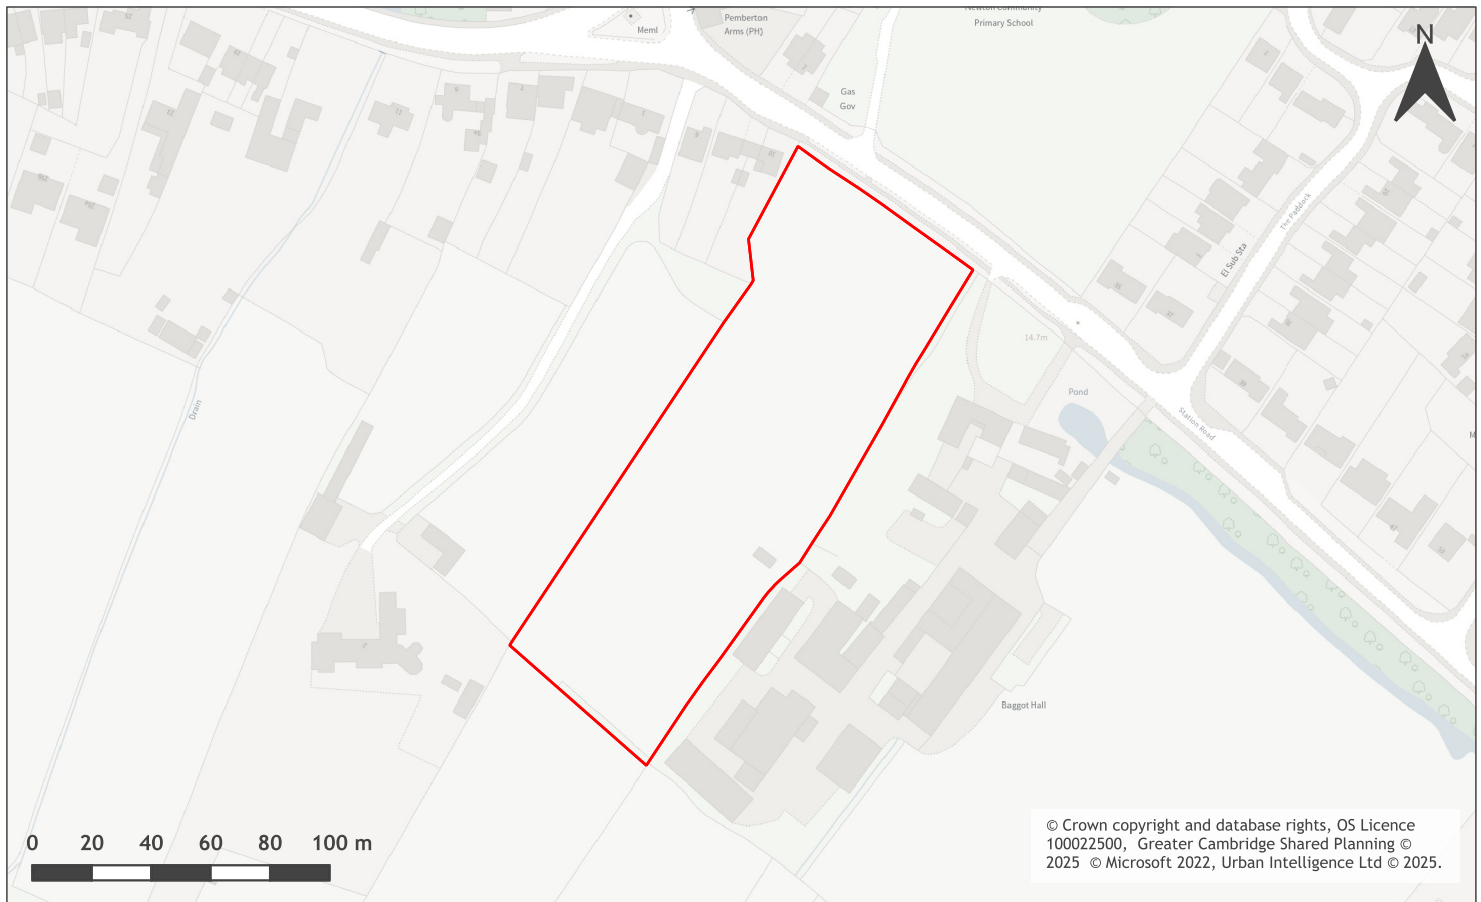 Newton Community
Primary School
Pemberton
Arms (PH)
Meml
N
Gas
Gov
The Paddock
El Sub Sta
14.7m
Pond
Drain
Station Road
Baggot Hall
0 20 40 60 80 100 m
© Crown copyright and database rights, OS Licence
100022500, Greater Cambridge Shared Planning ©
2025 © Microsoft 2022, Urban Intelligence Ltd © 2025.